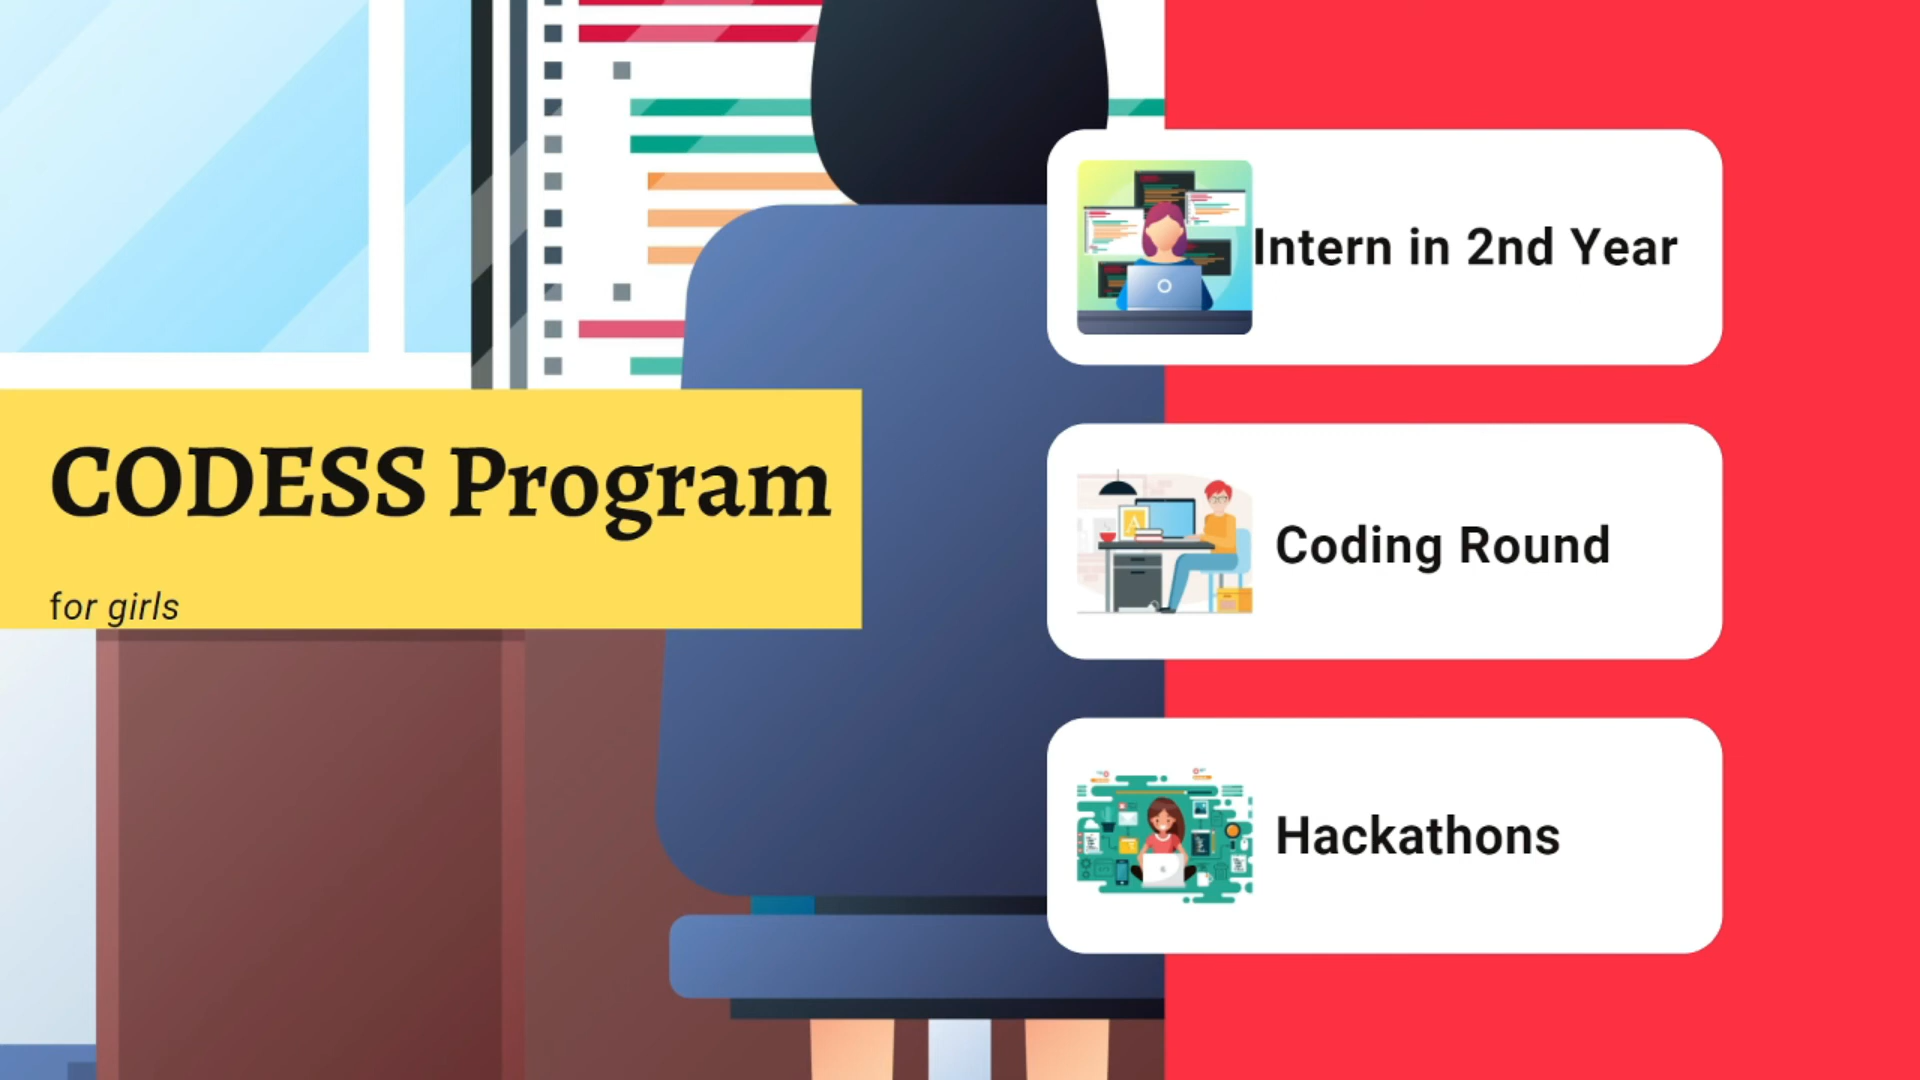 CODESS Program
for girls
Intern in 2nd Year
Coding Round
Hackathons